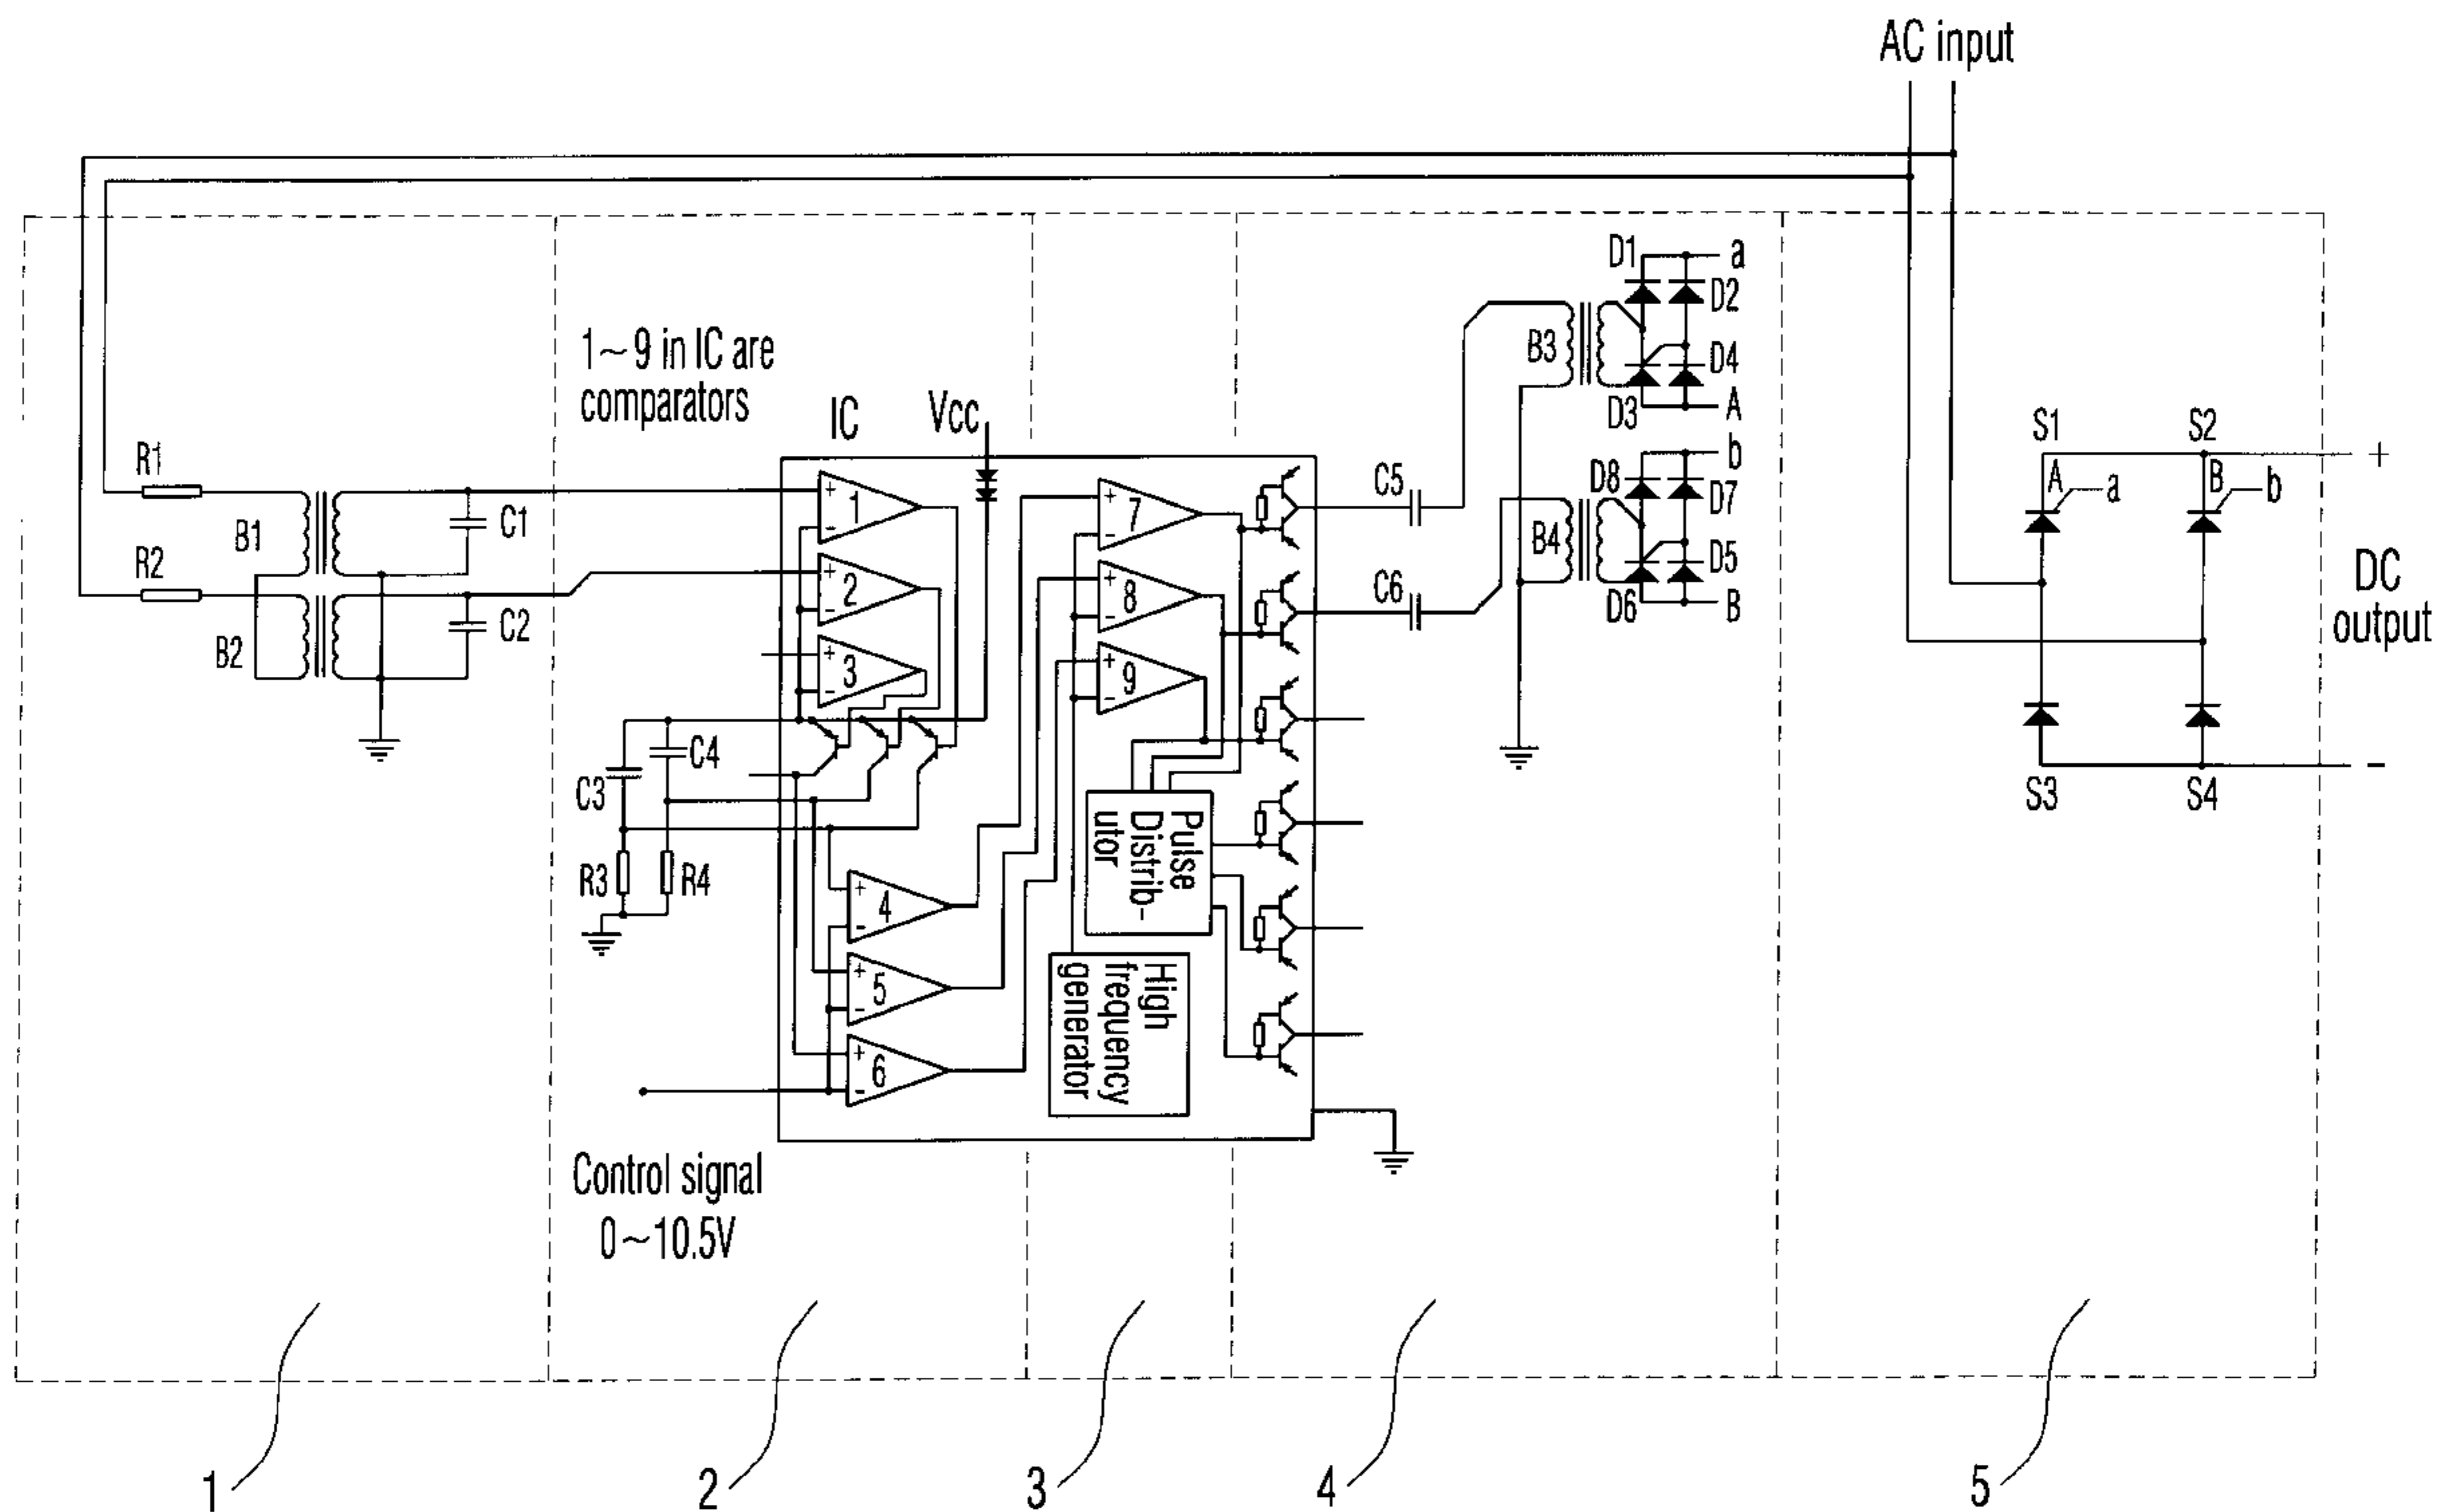 AC input
1~9 in IC are
comparators
IC
Vcc
R1
R2
B1
B2
C1
C2
C3
C4
R3
R4
+
-
1
+
-
2
+
-
3
+
-
4
+
-
5
+
-
6
+
-
7
+
-
8
+
-
9
Pulse
Distrib-
utor
High
frequency
generator
Control signal
0~10.5V
C5
C6
B3
B4
D1
a
D2
D4
D3
A
b
D8
D7
D5
D6
B
S1
S2
A
a
B
b
+
DC
output
-
S3
S4
1
2
3
4
5